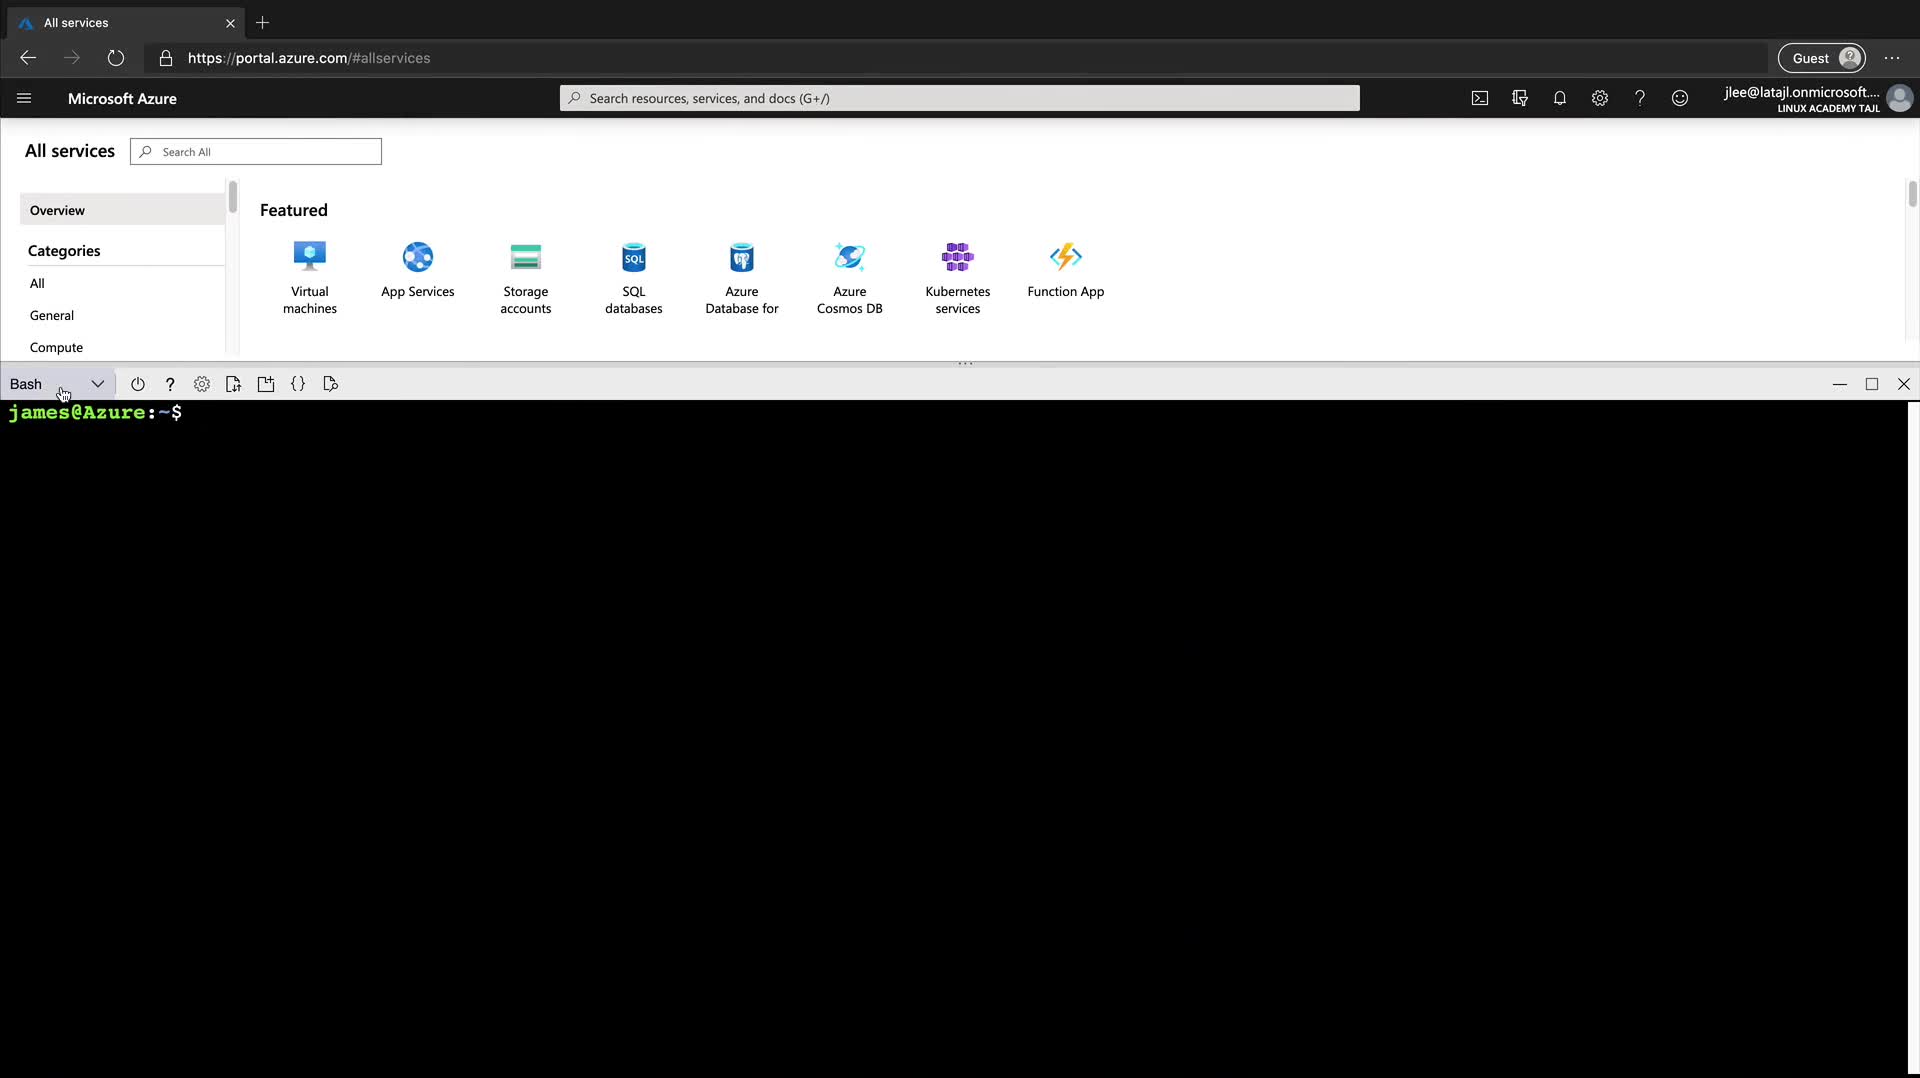 All services
https://portal.azure.com/#allservices
Guest
Microsoft Azure
Search resources, services, and docs (G+/)
jlee@latajl.onmicrosoft....
LINUX ACADEMY TAJL
All services
Search All
Overview
Categories
All
General
Compute
Featured
Virtual
machines
App Services
Storage
accounts
SQL
SQL
databases
Azure
Database for
Azure
Cosmos DB
Kubernetes
services
Function App
Bash
james@Azure:~$